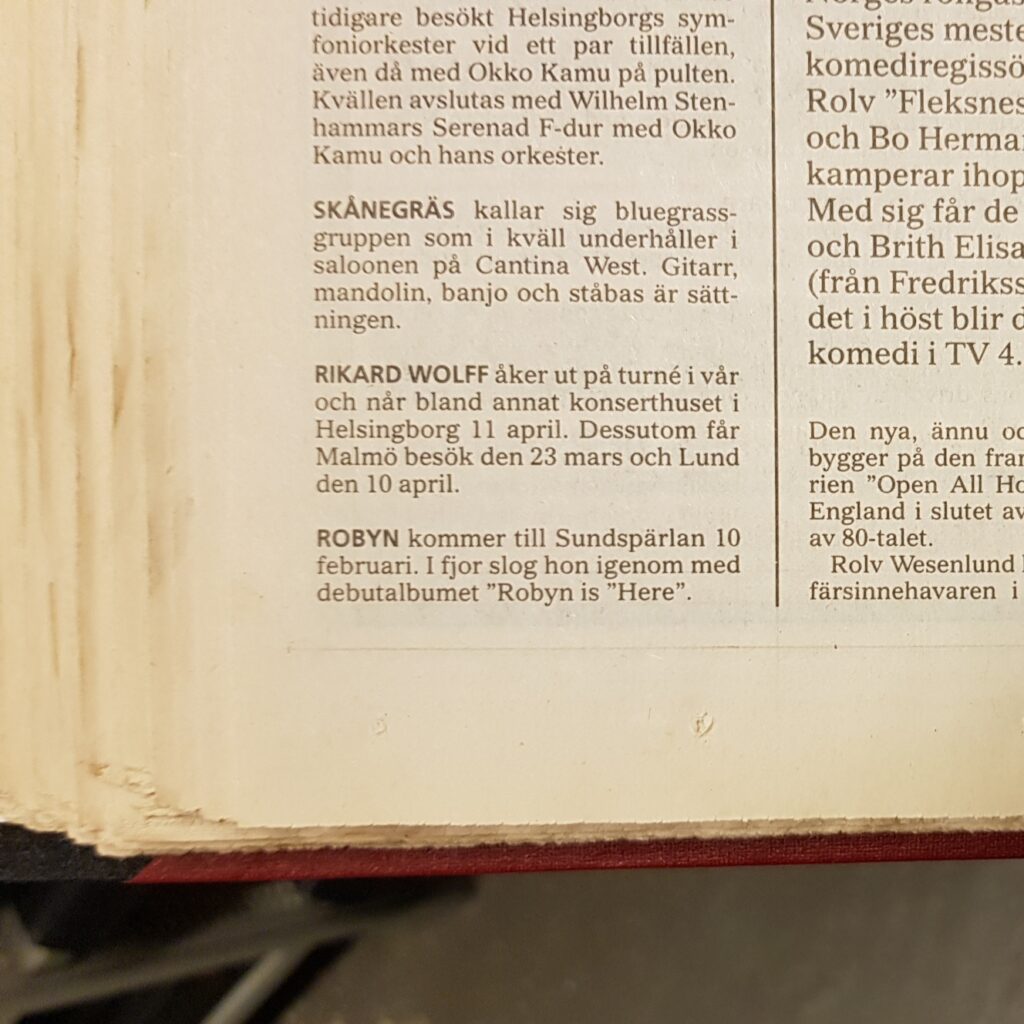 tidigare besökt Helsingborgs sym-
foniorkester vid ett par tillfällen,
även då med Okko Kamu på pulten.
Kvällen avslutas med Wilhelm Sten-
hammars Serenad F-dur med Okko
Kamu och hans orkester.
SKÅNEGRÄS kallar sig bluegrass-
gruppen som i kväll underhåller i
saloonen på Cantina West. Gitarr,
mandolin, banjo och ståbas är sätt-
ningen.
RIKARD WOLFF åker ut på turné i vår
och når bland annat konserthuset i
Helsingborg 11 april. Dessutom får
Malmö besök den 23 mars och Lund
den 10 april.
ROBYN kommer till Sundspärlan 10
februari. I fjor slog hon igenom med
debutalbumet ”Robyn is ”Here”.
Sveriges meste
komediregissö
Rolv ”Fleksnes
och Bo Herma
kamperar ihop
Med sig får de
och Brith Elisa
(från Fredrikss
det i höst blir
komedi i TV 4.
Den nya, ännu
bygger på den fra
rien ”Open All Ho
England i slutet av
av 80-talet.
Rolv Wesenlund
färsinnehavaren i